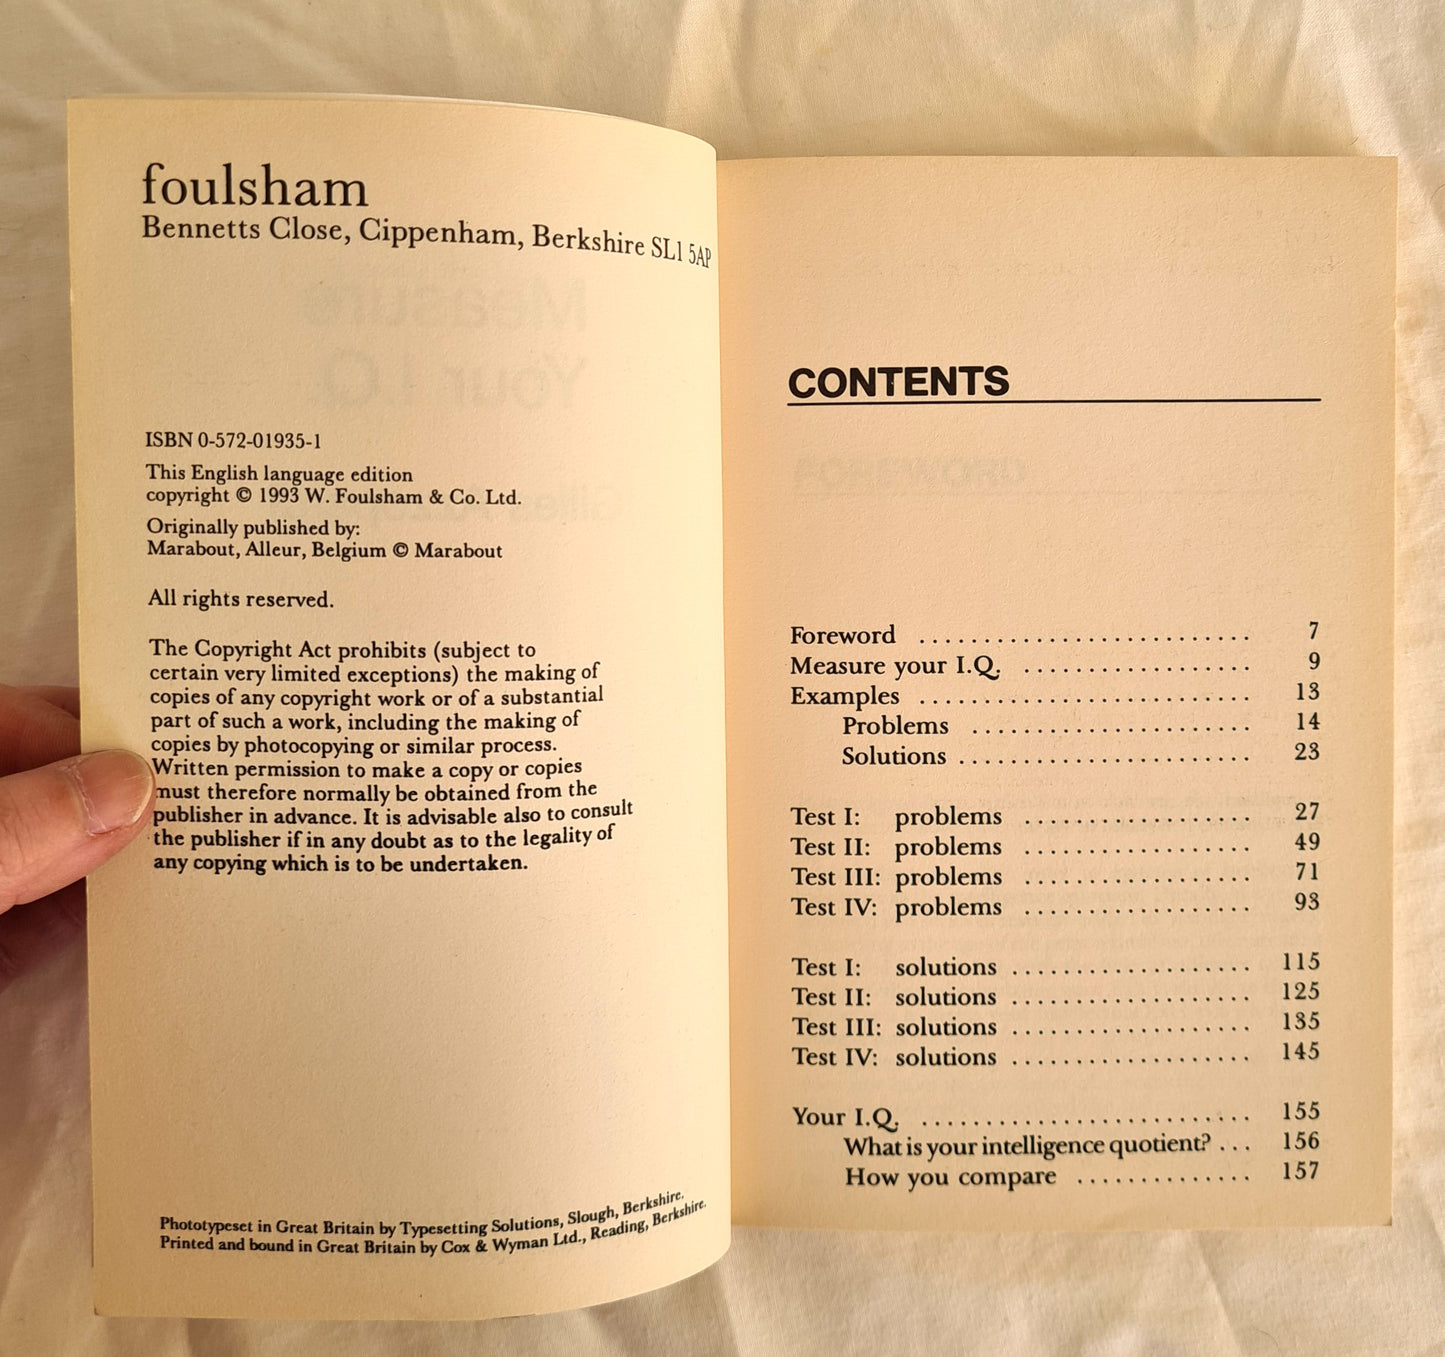 foulsham
Bennetts Close, Cippenham, Berkshire SL1 5AP
ISBN 0-572-01935-1
This English language edition
copyright © 1993 W. Foulsham & Co. Ltd.
Originally published by:
Marabout, Alleur, Belgium © Marabout
All rights reserved.
The Copyright Act prohibits (subject to
certain very limited exceptions) the making of
copies of any copyright work or of a substantial
part of such a work, including the making of
copies by photocopying or similar process.
Written permission to make a copy or copies
must therefore normally be obtained from the
publisher in advance. It is advisable also to consult
the publisher if in any doubt as to the legality of
any copying which is to be undertaken.
Phototypeset in Great Britain by Typesetting Solutions, Slough, Berkshire.
Printed and bound in Great Britain by Cox & Wyman Ltd., Reading, Berkshire.
CONTENTS
Foreword .......................... 7
Measure your I.Q. .................. 9
Examples .......................... 13
Problems ...................... 14
Solutions ....................... 23
Test I: problems .................. 27
Test II: problems .................. 49
Test III: problems .................. 71
Test IV: problems .................. 93
Test I: solutions ................... 115
Test II: solutions ................... 125
Test III: solutions ................... 135
Test IV: solutions ................... 145
Your I.Q. .......................... 155
What is your intelligence quotient? ... 156
How you compare .............. 157